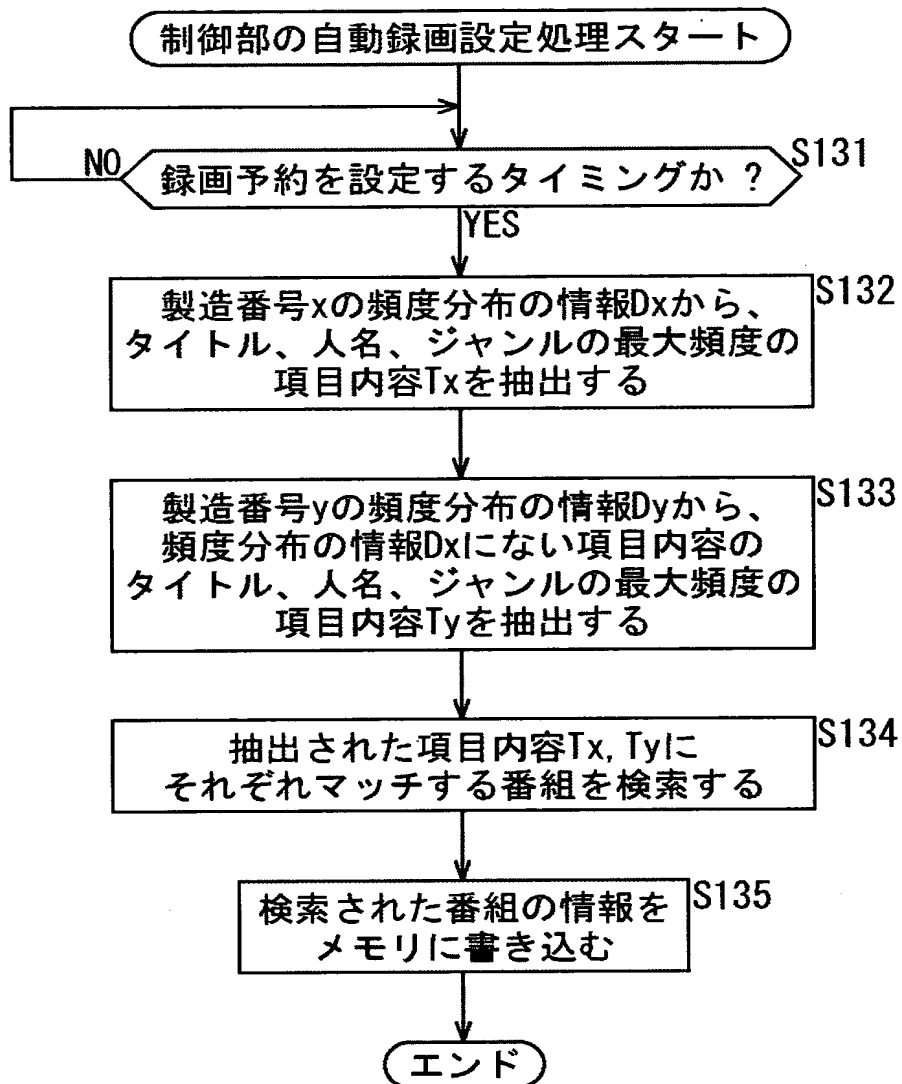 制御部の自動録画設定処理スタート
NO
録画予約を設定するタイミングか ?
S131
YES
S132
製造番号xの頻度分布の情報Dxから、
タイトル、人名、ジャンルの最大頻度の
項目内容Txを抽出する
S133
製造番号yの頻度分布の情報Dyから、
頻度分布の情報Dxにない項目内容の
タイトル、人名、ジャンルの最大頻度の
項目内容Tyを抽出する
S134
抽出された項目内容Tx, Tyに
それぞれマッチする番組を検索する
S135
検索された番組の情報を
メモリに書き込む
エンド